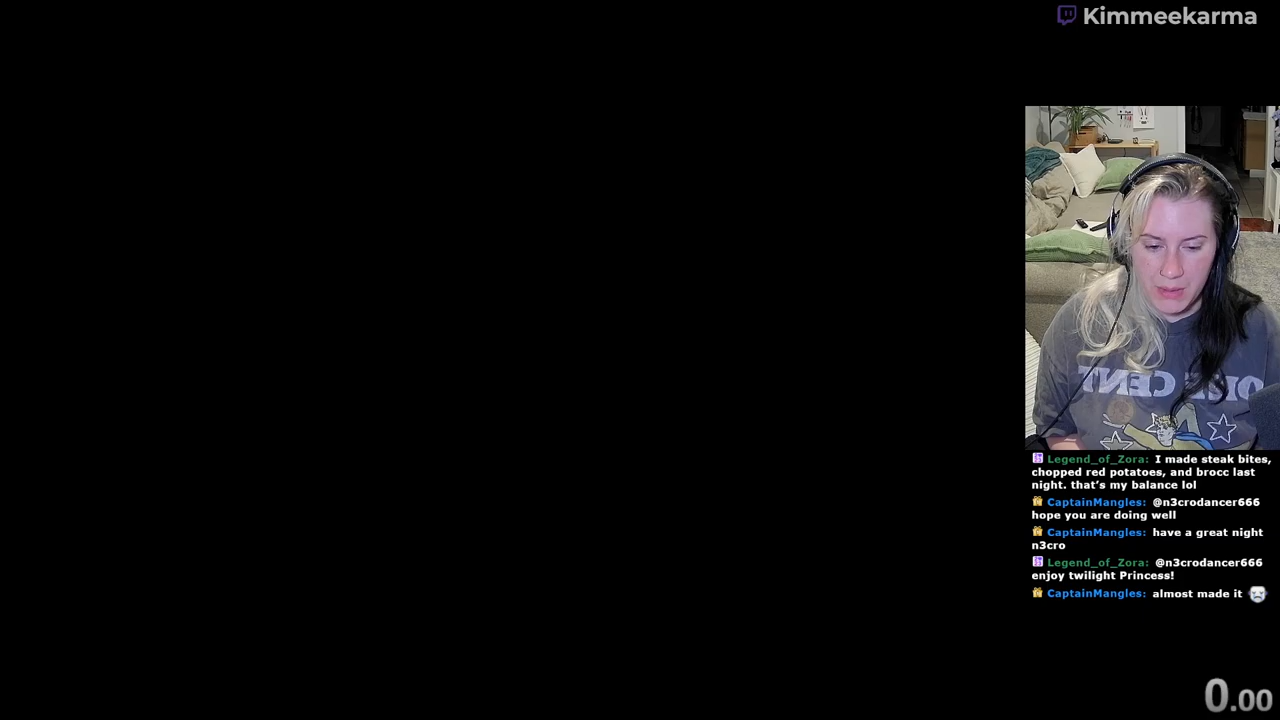 Kimmeekarma
ORE CENT
Legend_of_Zora: I made steak bites,
chopped red potatoes, and brocc last
night. that's my balance lol
CaptainMangles: @n3crodancer666
hope you are doing well
CaptainMangles: have a great night
n3cro
Legend_of_Zora: @n3crodancer666
enjoy twilight Princess!
CaptainMangles: almost made it
0.00